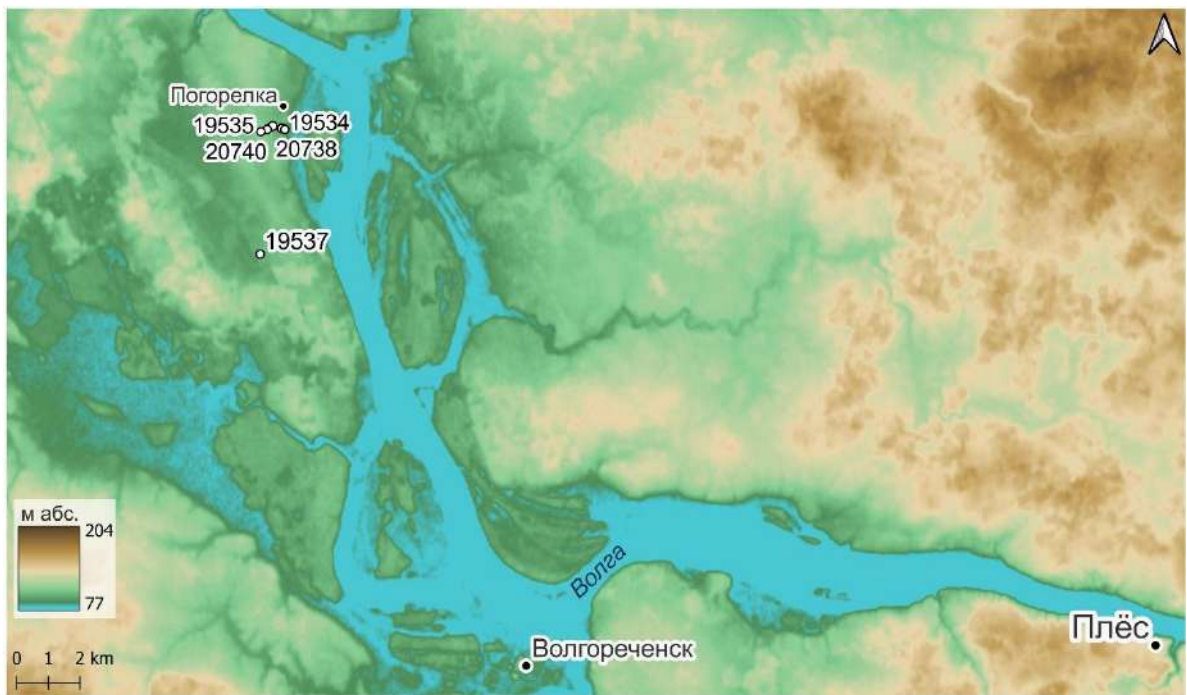 Погорелка
19535 19534
20740 20738
19537
м абс.
204
77
Волга
Плёс
0 1 2 km
Волгореченск